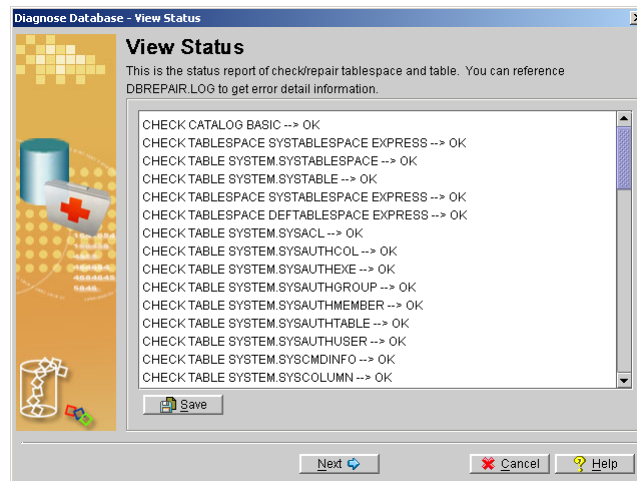 Diagnose Database - View Status
View Status
This is the status report of check/repair tablespace and table. You can reference
DBREPAIR.LOG to get error detail information.
CHECK CATALOG BASIC --> OK
CHECK TABLESPACE SYSTABLESPACE EXPRESS --> OK
CHECK TABLE SYSTEM.SYSTABLESPACE --> OK
CHECK TABLE SYSTEM.SYSTABLE --> OK
CHECK TABLESPACE SYSTABLESPACE EXPRESS --> OK
CHECK TABLESPACE DEFTABLESPACE EXPRESS --> OK
CHECK TABLE SYSTEM.SYSACL --> OK
CHECK TABLE SYSTEM.SYSAUTHCOL --> OK
CHECK TABLE SYSTEM.SYSAUTHEXE --> OK
CHECK TABLE SYSTEM.SYSAUTHGROUP --> OK
CHECK TABLE SYSTEM.SYSAUTHMEMBER --> OK
CHECK TABLE SYSTEM.SYSAUTHTABLE --> OK
CHECK TABLE SYSTEM.SYSAUTHUSER --> OK
CHECK TABLE SYSTEM.SYSCMDINFO --> OK
CHECK TABLE SYSTEM.SYSCOLUMN --> OK
Save
Next
Cancel
Help